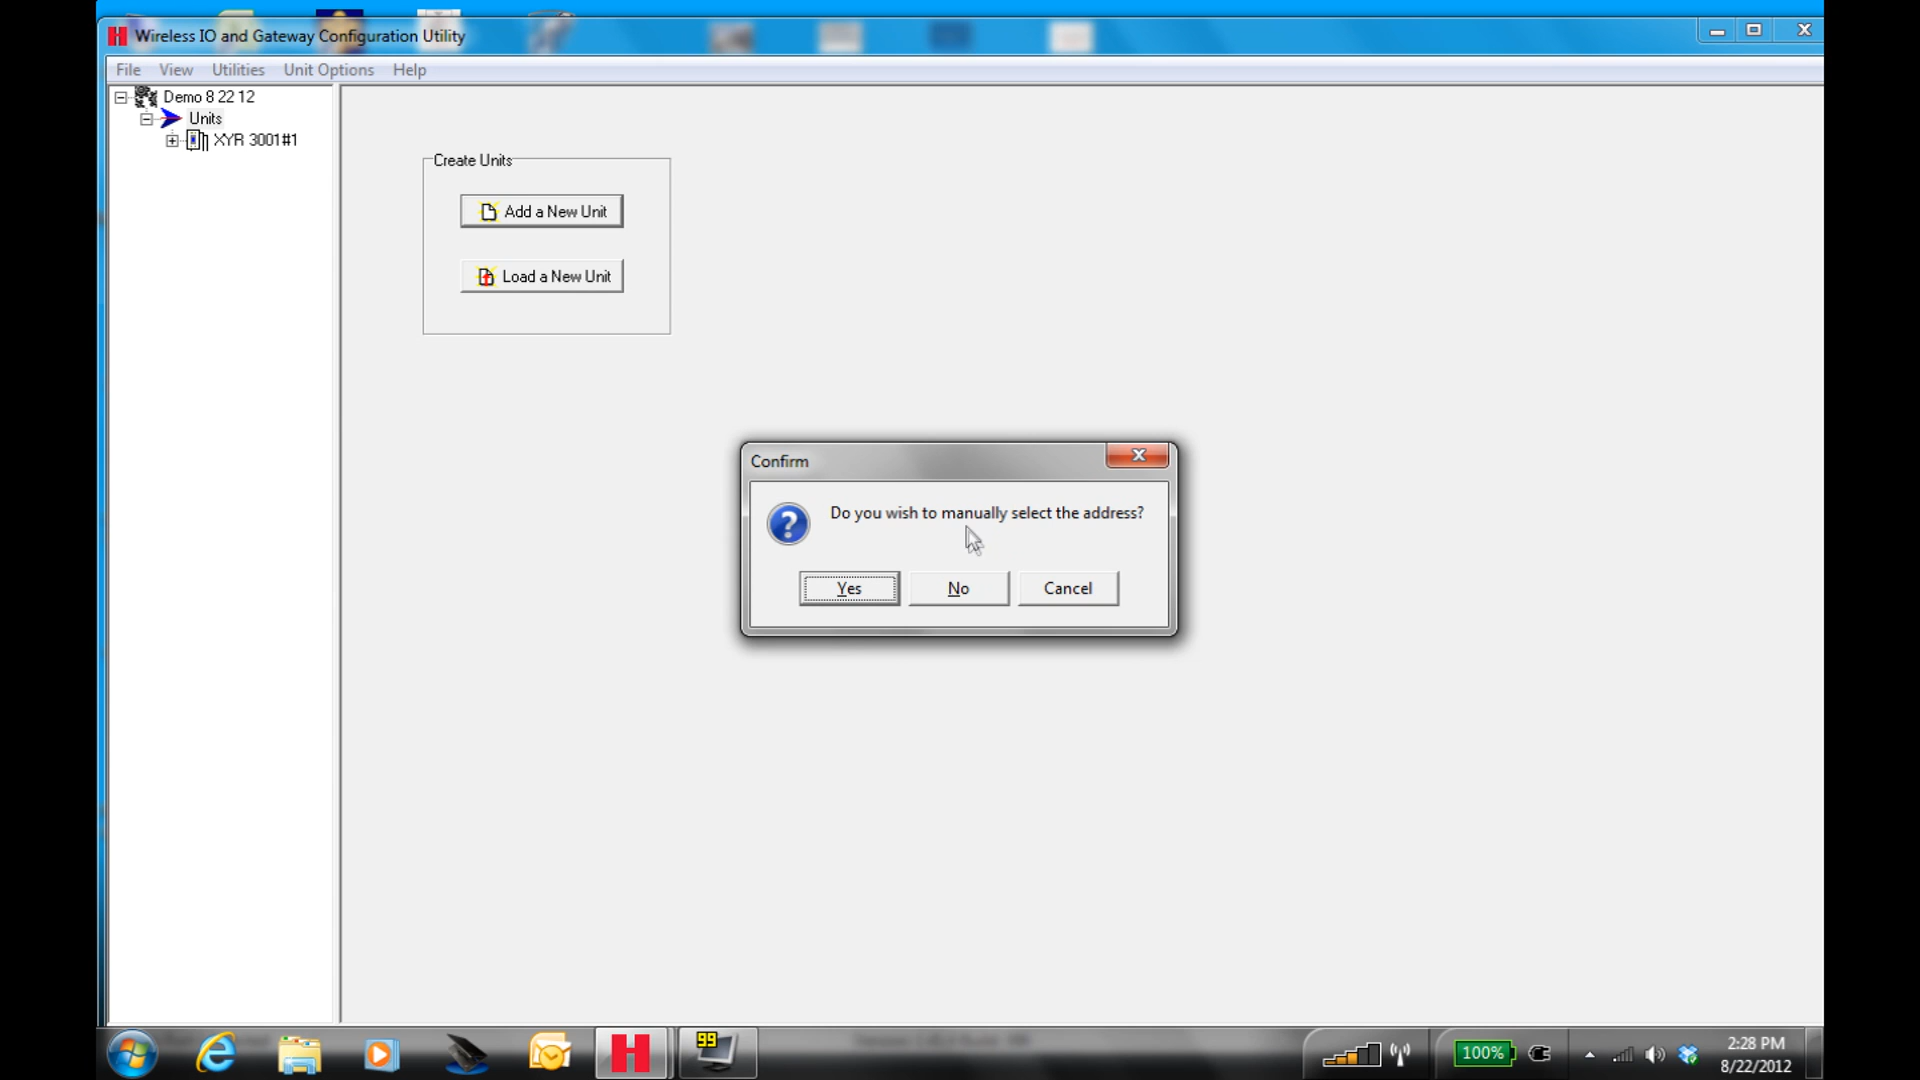 Wireless IO and Gateway Configuration Utility
File View Utilities Unit Options Help
Demo 8 22 12
Units
XYR 3001#1
Create Units
Add a New Unit
Load a New Unit
Confirm
Do you wish to manually select the address?
Yes No Cancel
99
100%
2:28 PM
8/22/2012